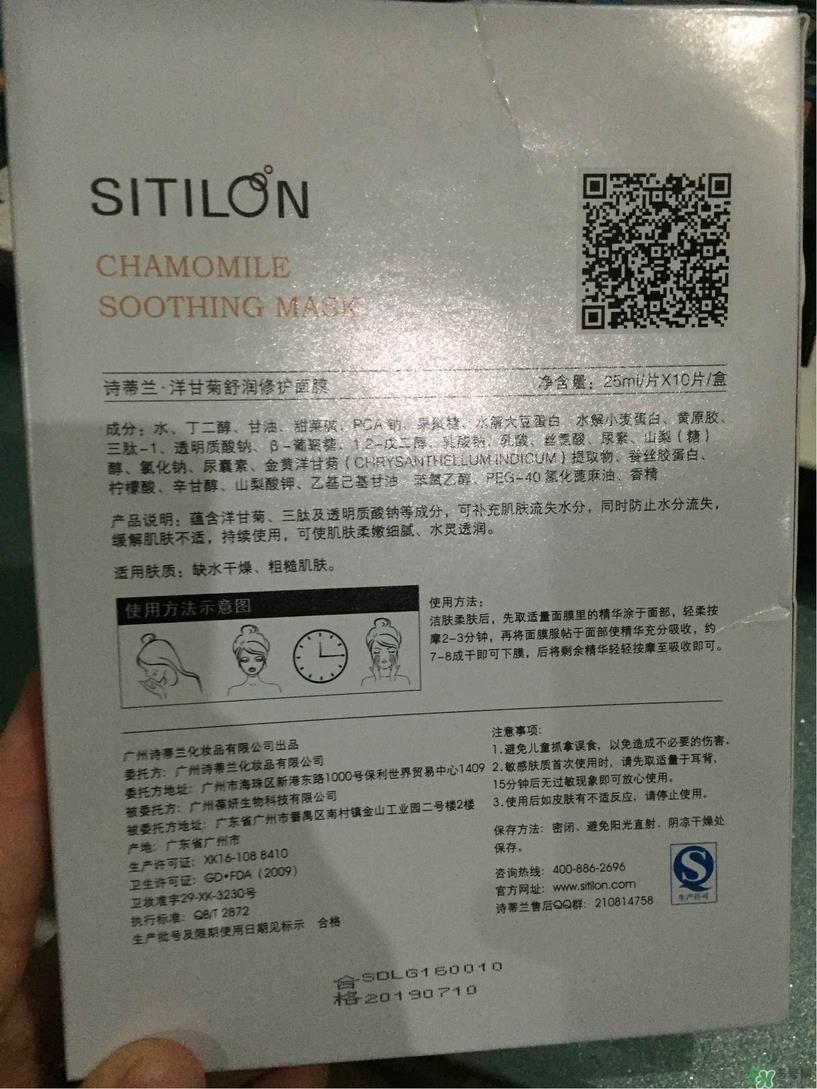 SITILON
CHAMOMILE
SOOTHING MASK
诗蒂兰·洋甘菊舒润修护面膜
净含量：25ml/片X10片/盒
成分：水、丁二醇、甘油、甜菜碱、PCA 钠、聚糖、水解大豆蛋白、水解小麦蛋白、黄原胶、
三肽-1、透明质酸钠、β-葡聚糖、1,2-戊二醇、乳酸钠、乳酸、丝氨酸、尿素、山梨（糖）
醇、氯化钠、尿囊素、金黄洋甘菊（CHRYSANTHELLUM INDICUM）提取物、蚕丝胶蛋白、
柠檬酸、辛甘醇、山梨酸钾、乙基己基甘油、苯氧乙醇、PEG-40 氢化蓖麻油、香精
产品说明：蕴含洋甘菊、三肽及透明质酸钠等成分，可补充肌肤流失水分，同时防止水分流失，
缓解肌肤不适，持续使用，可使肌肤柔嫩细腻、水灵透润。
适用肤质：缺水干燥、粗糙肌肤。
使用方法示意图
使用方法：
洁肤柔肤后，先取适量面膜里的精华涂于面部，轻柔按
摩2-3分钟，再将面膜服帖于面部使精华充分吸收，约
7-8成干即可下膜，后将剩余精华轻轻按摩至吸收即可。
广州诗蒂兰化妆品有限公司出品
委托方：广州诗蒂兰化妆品有限公司
委托方地址：广州市海珠区新港东路1000号保利世界贸易中心1409
被委托方：广州葆妍生物科技有限公司
被委托方地址：广东省广州市番禺区南村镇金山工业园二号楼2楼
产地：广东省广州市
生产许可证：XK16-108 8410
卫生许可证：GD·FDA（2009）
卫妆准字29-XK-3230号
执行标准：QB/T 2872
生产批号及限期使用日期见标示 合格
注意事项：
1.避免儿童抓拿误食，以免造成不必要的伤害。
2.敏感肤质首次使用时，请先取适量于耳背，
15分钟后无过敏现象即可放心使用。
3.使用后如皮肤有不适反应，请停止使用。
保存方法：密闭、避免阳光直射、阴凉干燥处
保存。
咨询热线：400-886-2696
官方网址：www.sitilon.com
诗蒂兰售后QQ群：210814758
生产许可
合格
SDLG160010
20190710